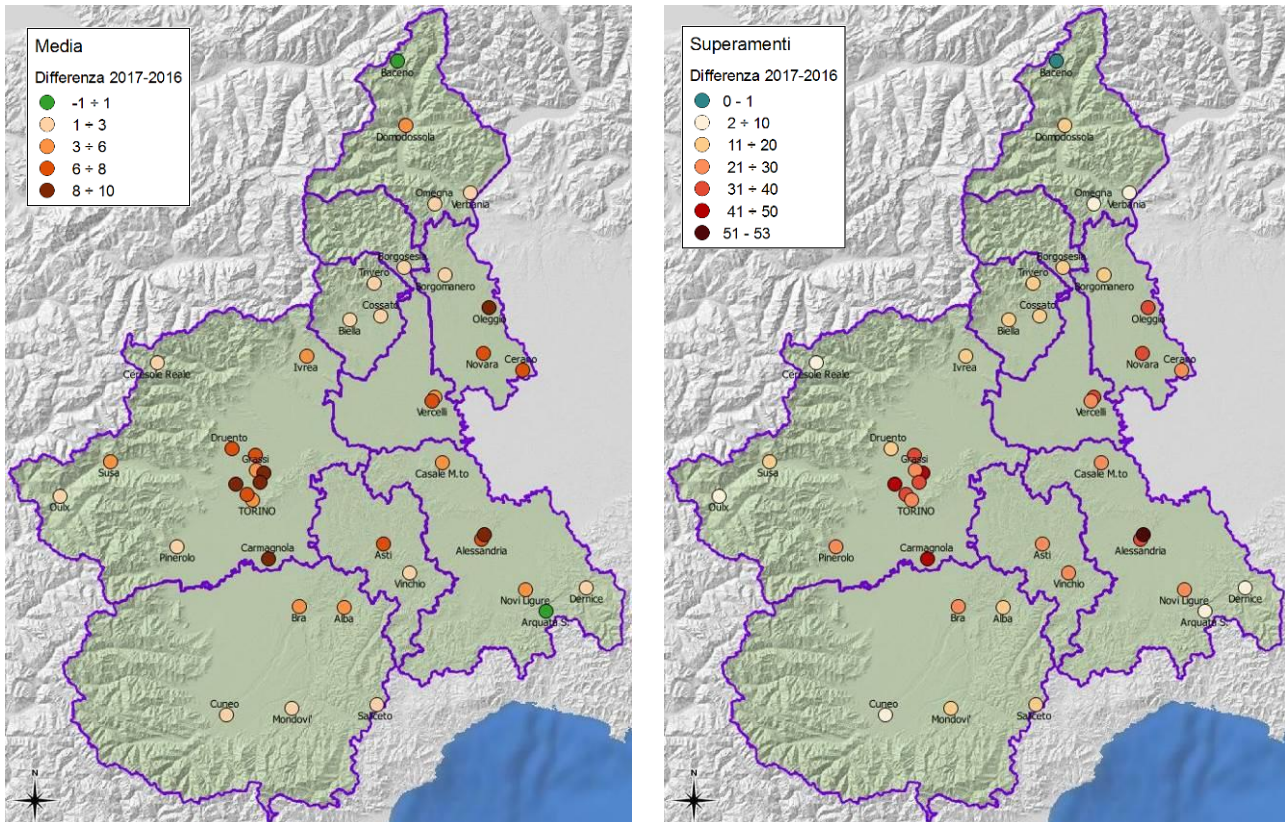 Media
Differenza 2017-2016
-1 ÷ 1
1 ÷ 3
3 ÷ 6
6 ÷ 8
8 ÷ 10
Baceno
Domodossola
Omegna
Verbania
Borgosesia
Trivero
Borgomanero
Cossato
Biella
Oleggio
Ceresole Reale
Ivrea
Novara
Cerano
Vercelli
Druento
Grassi
Susa
Casale M.to
Oulx
TORINO
Pinerolo
Carmagnola
Asti
Alessandria
Vinchio
Novi Ligure
Dernice
Arquata S.
Bra
Alba
Cuneo
Mondovi'
Saliceto
N
Superamenti
Differenza 2017-2016
0 - 1
2 ÷ 10
11 ÷ 20
21 ÷ 30
31 ÷ 40
41 ÷ 50
51 - 53
Baceno
Domodossola
Omegna
Verbania
Borgosesia
Trivero
Borgomanero
Cossato
Biella
Oleggio
Ceresole Reale
Ivrea
Novara
Cerano
Vercelli
Druento
Grassi
Susa
Casale M.to
Oulx
TORINO
Pinerolo
Carmagnola
Asti
Alessandria
Vinchio
Novi Ligure
Dernice
Arquata S.
Bra
Alba
Cuneo
Mondovi'
Saliceto
N